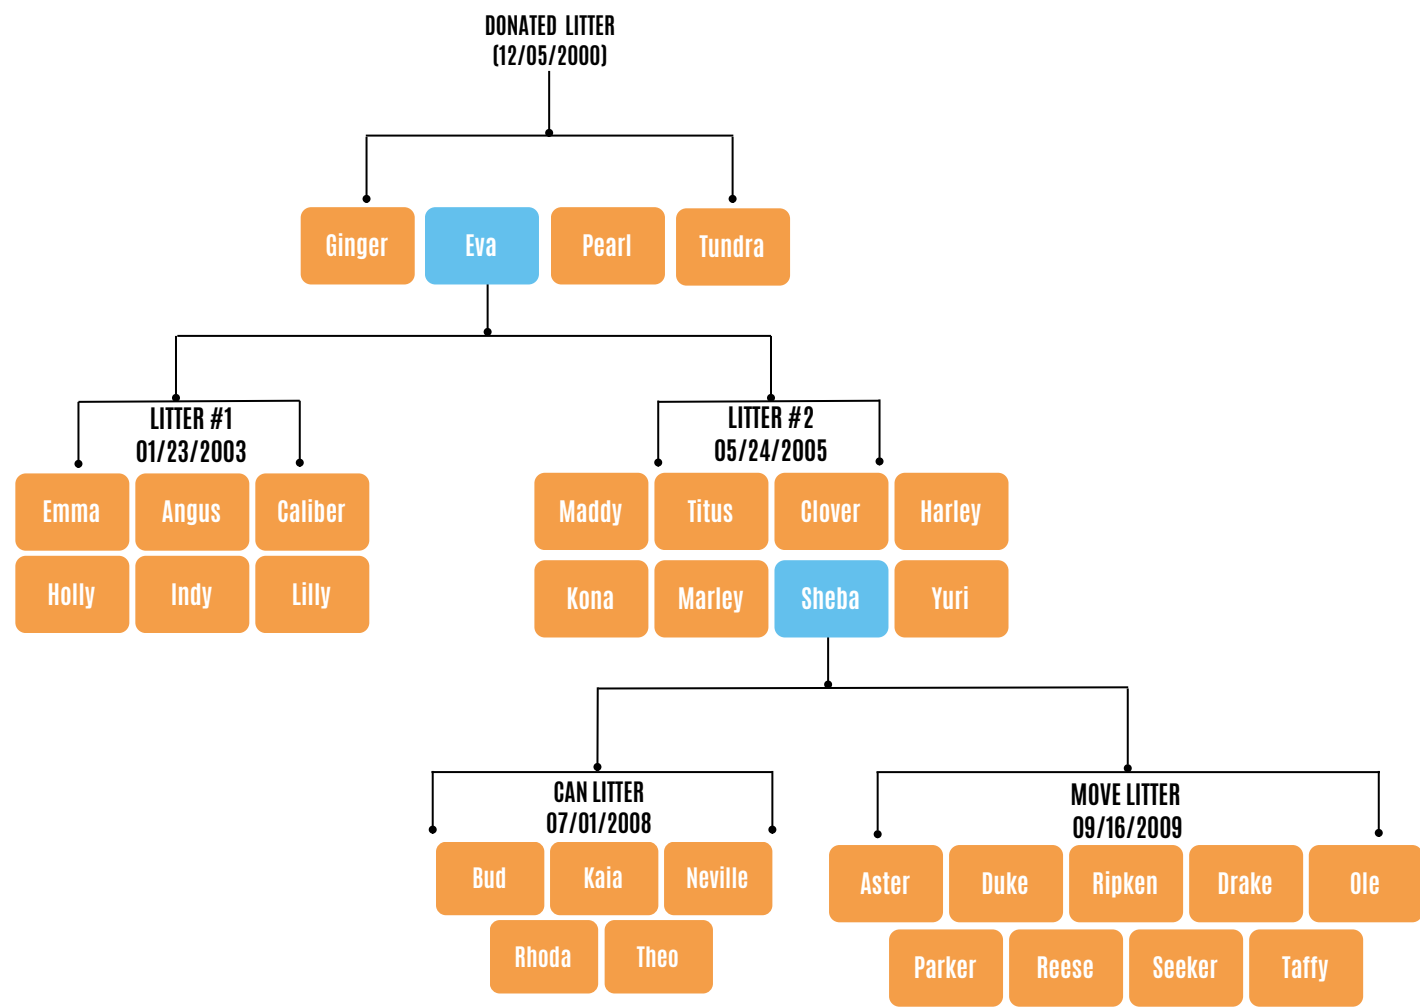 DONATED LITTER
(12/05/2000)
Ginger
Eva
Pearl
Tundra
LITTER #1
01/23/2003
Emma
Angus
Caliber
Holly
Indy
Lilly
LITTER #2
05/24/2005
Maddy
Titus
Clover
Harley
Kona
Marley
Sheba
Yuri
CAN LITTER
07/01/2008
Bud
Kaia
Neville
Rhoda
Theo
MOVE LITTER
09/16/2009
Aster
Duke
Ripken
Drake
Ole
Parker
Reese
Seeker
Taffy